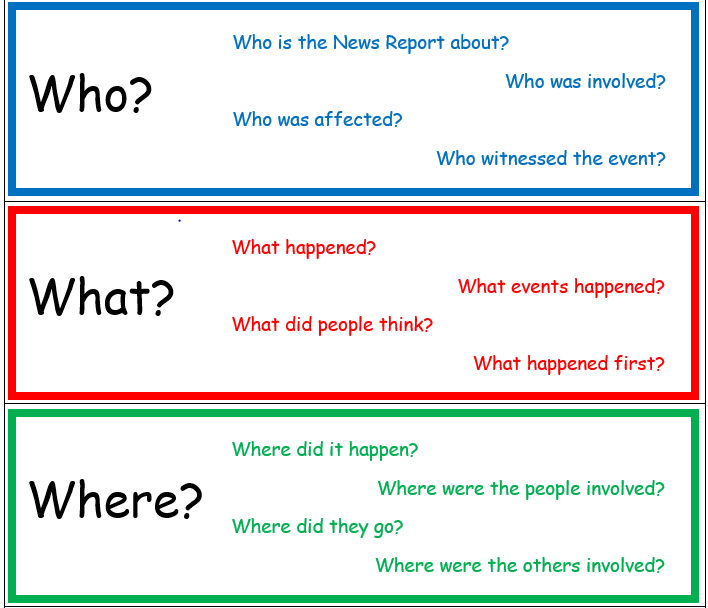 Who?
Who is the News Report about?
Who was involved?
Who was affected?
Who witnessed the event?
What?
What happened?
What events happened?
What did people think?
What happened first?
Where?
Where did it happen?
Where were the people involved?
Where did they go?
Where were the others involved?